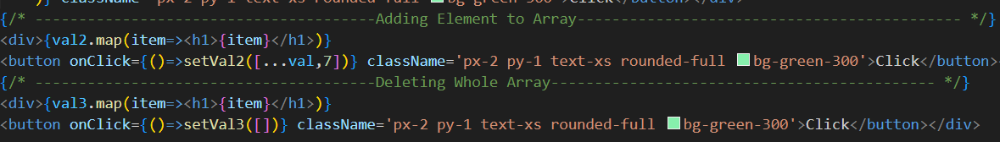 )} className='px-2 py-1 text-xs rounded-full bg-green-300'>Click</button></div>
{/* ----------------------------------------Adding Element to Array--------------------------------------------- */}
<div>{val2.map(item=><h1>{item}</h1>)}
<button onClick={()=>setVal2([...val,7])} className='px-2 py-1 text-xs rounded-full bg-green-300'>Click</button>
{/* ----------------------------------------Deleting Whole Array--------------------------------------------- */}
<div>{val3.map(item=><h1>{item}</h1>)}
<button onClick={()=>setVal3([])} className='px-2 py-1 text-xs rounded-full bg-green-300'>Click</button></div>